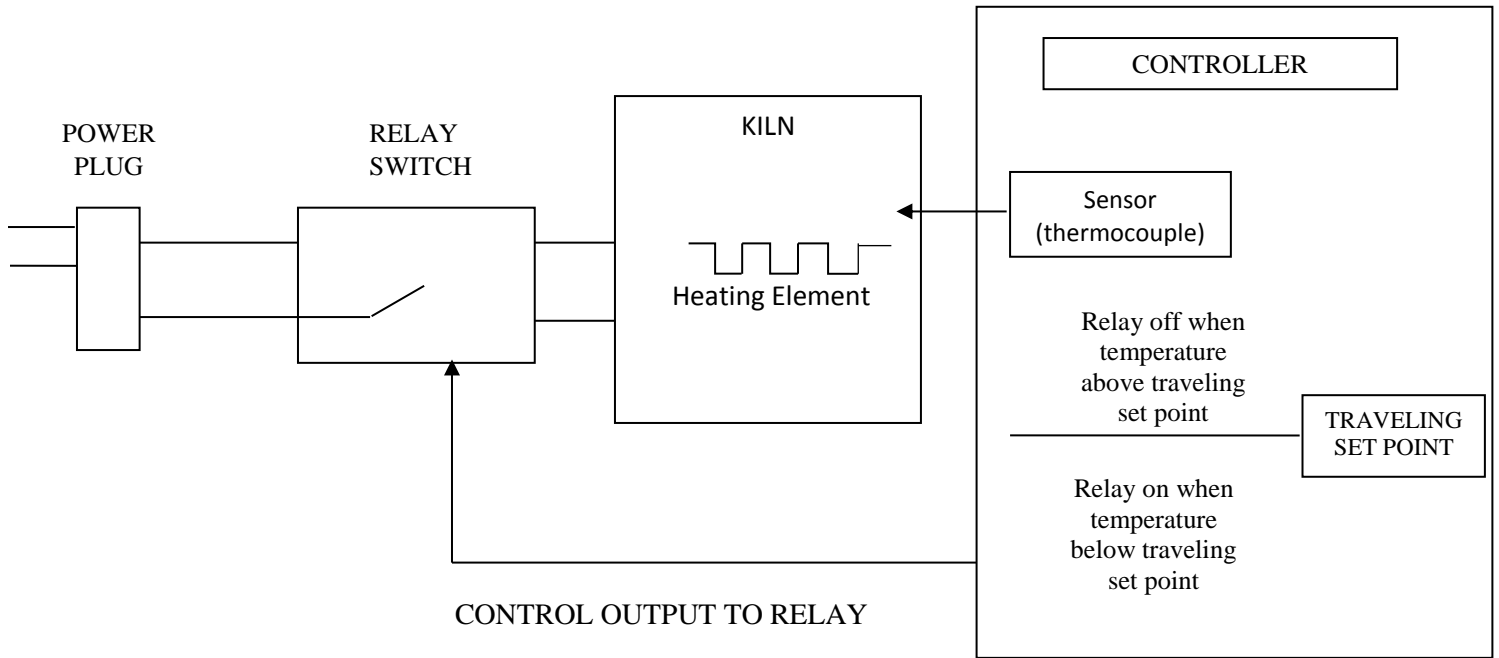 POWER
PLUG
RELAY
SWITCH
KILN
Heating Element
CONTROLLER
Sensor
(thermocouple)
Relay off when
temperature
above traveling
set point
TRAVELING
SET POINT
Relay on when
temperature
below traveling
set point
CONTROL OUTPUT TO RELAY